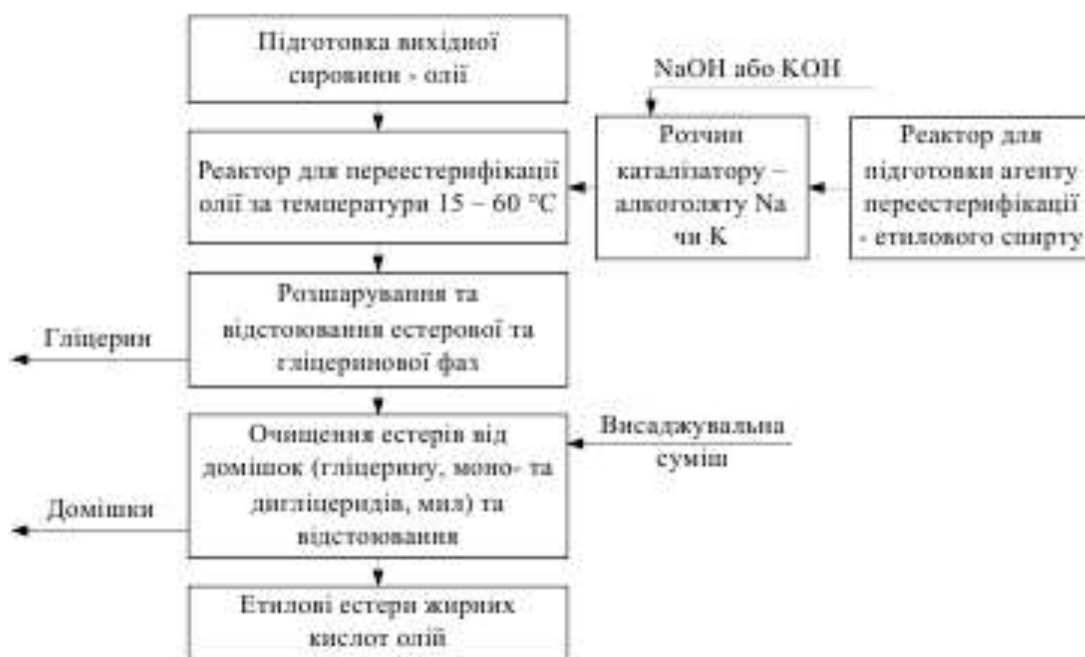 Підготовка вихідної
сировини - олії
NaOH або KOH
Реактор для переестерифікації
олії за температури 15 – 60 °С
Розчин
каталізатору –
алкоголяту Na
чи K
Реактор для
підготовки агенту
переестерифікації
- етилового спирту
Розшарування та
відстоювання естерової та
гліцеринової фаз
Гліцерин
Очищення естерів від
домішок (гліцерину, моно- та
дигліцеридів, мил) та
відстоювання
Висаджувальна
суміш
Домішки
Етилові естери жирних
кислот олій